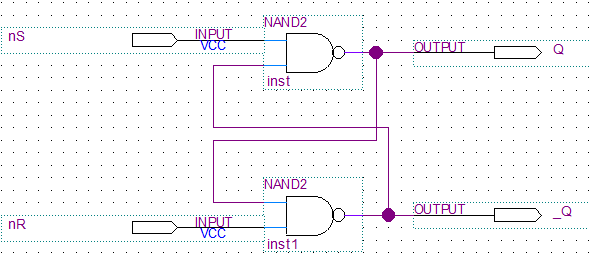 NAND2
nS INPUT OUTPUT Q
VCC
inst
NAND2
OUTPUT _Q
nR INPUT
VCC
inst1